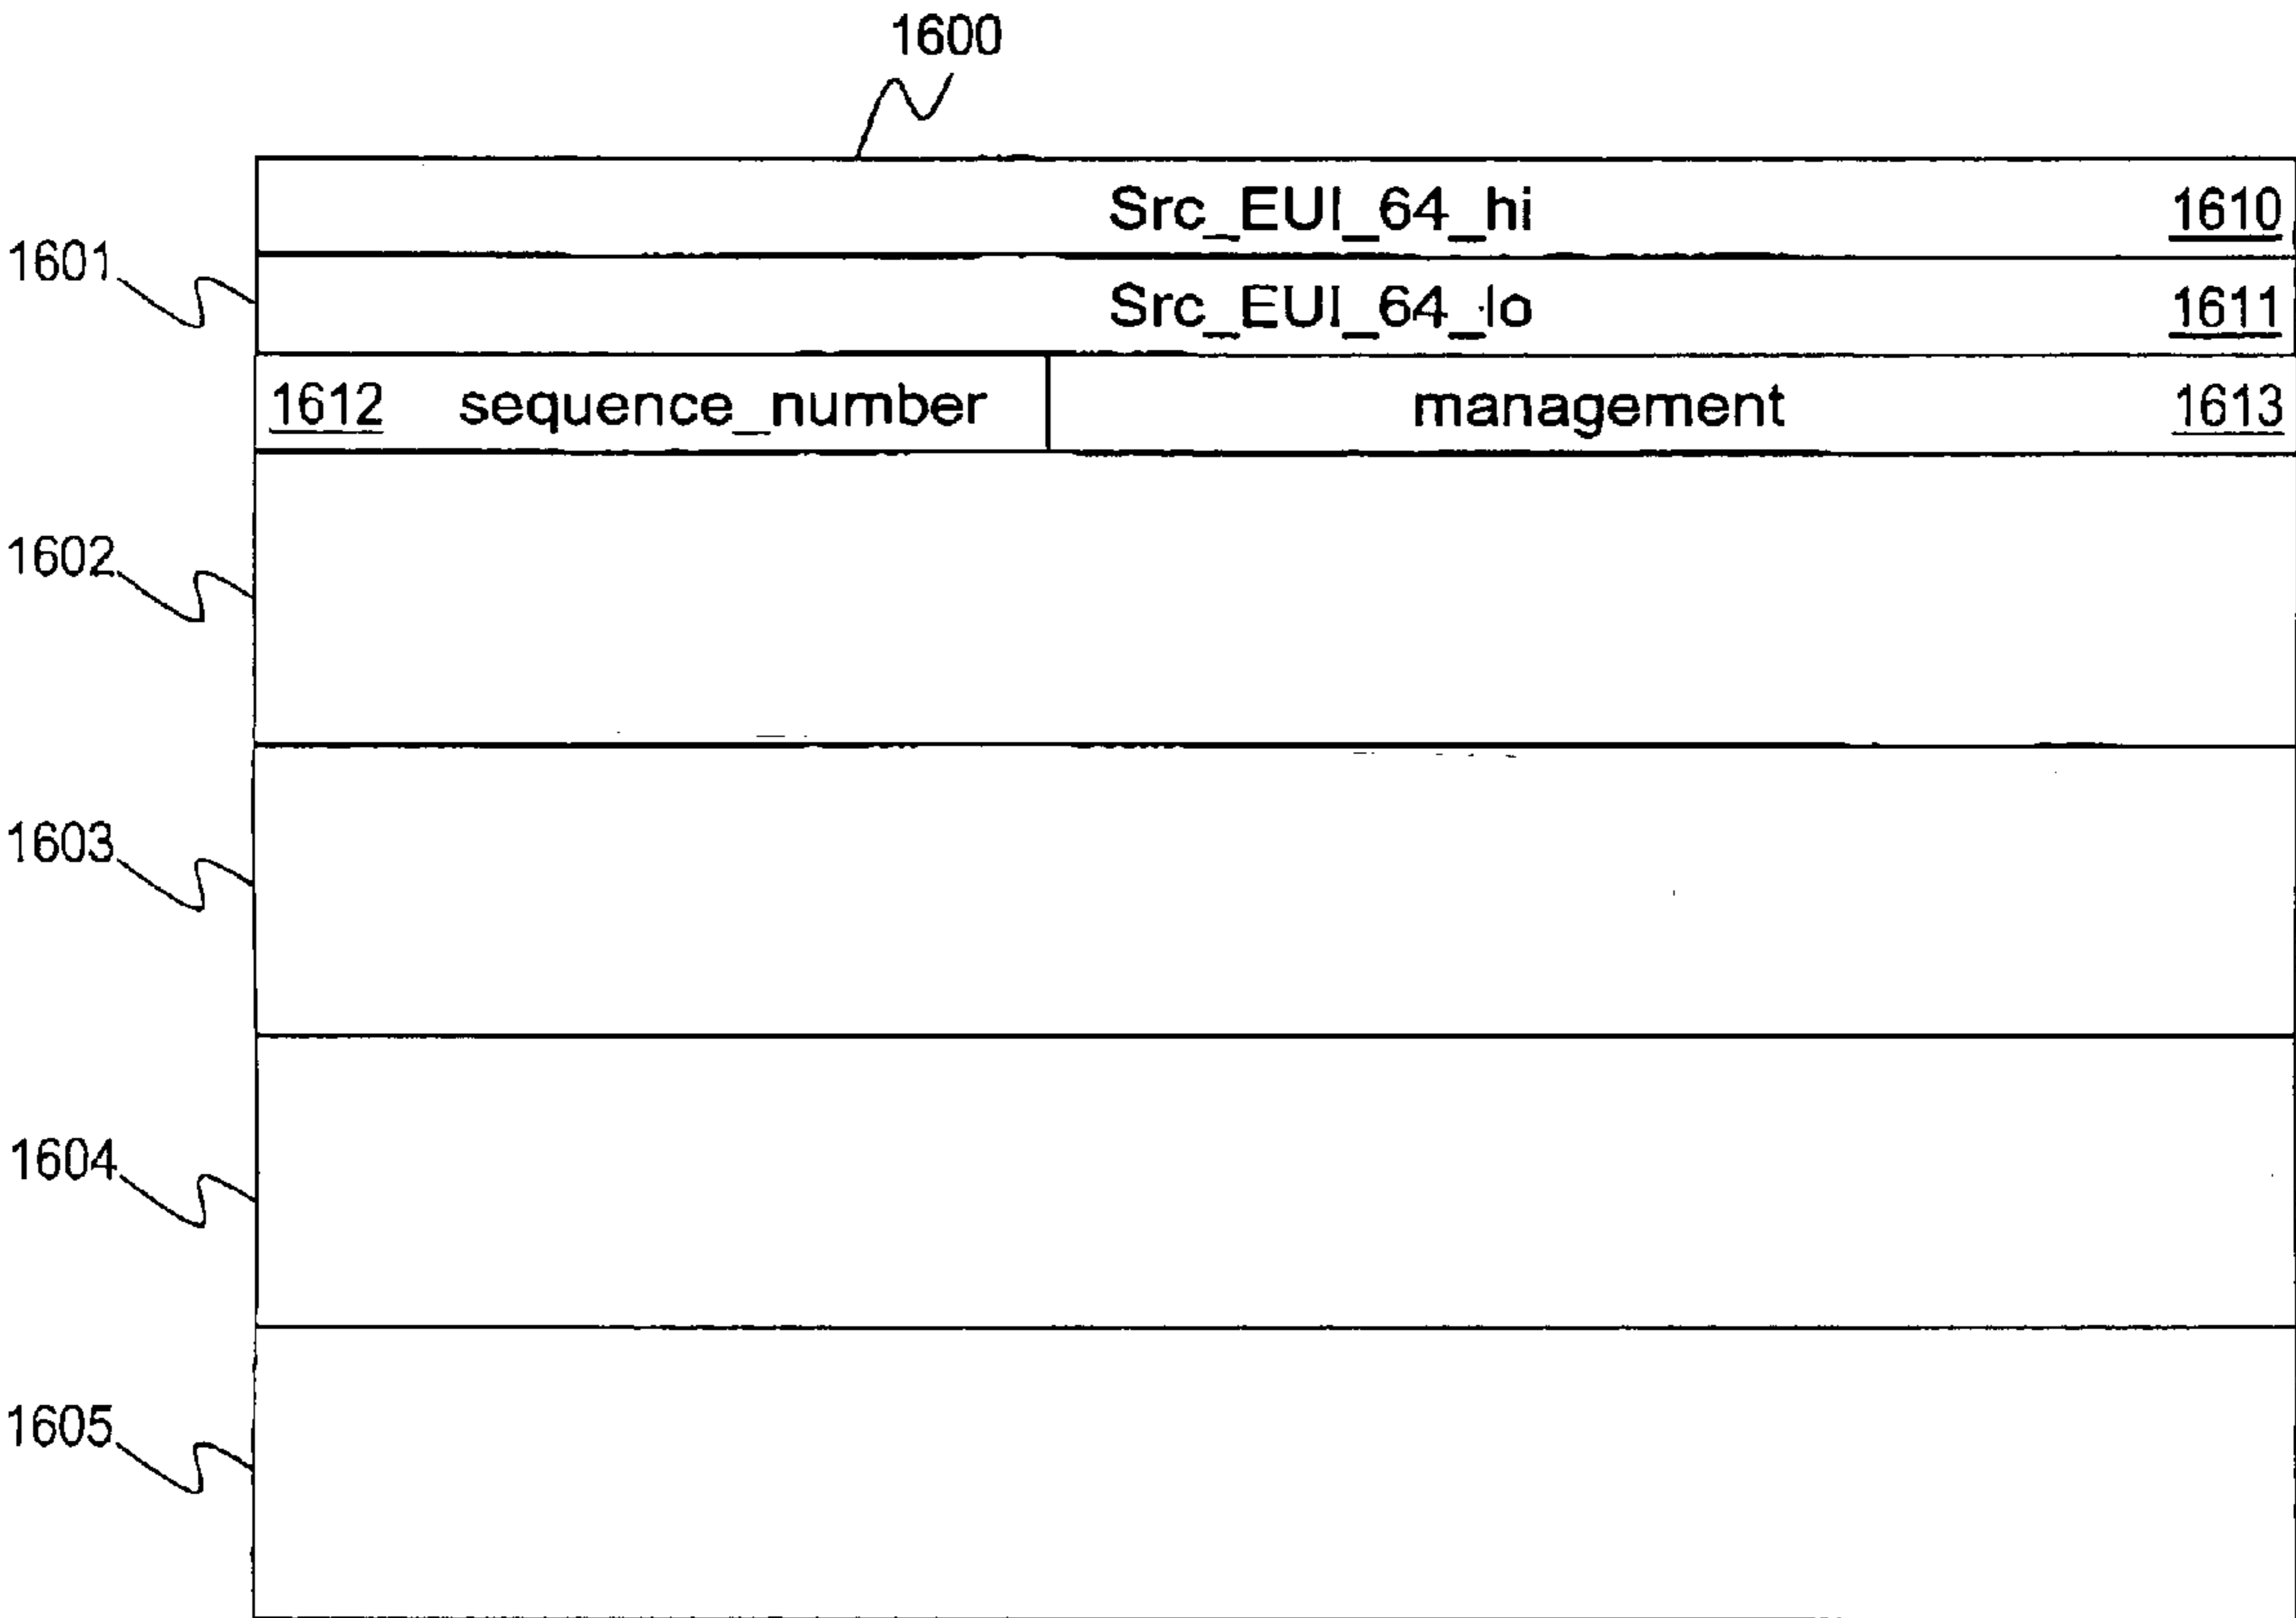 1600
Src_EUI_64_hi 1610
1601
Src_EUI_64_lo 1611
1612 sequence_number management 1613
1602
1603
1604
1605